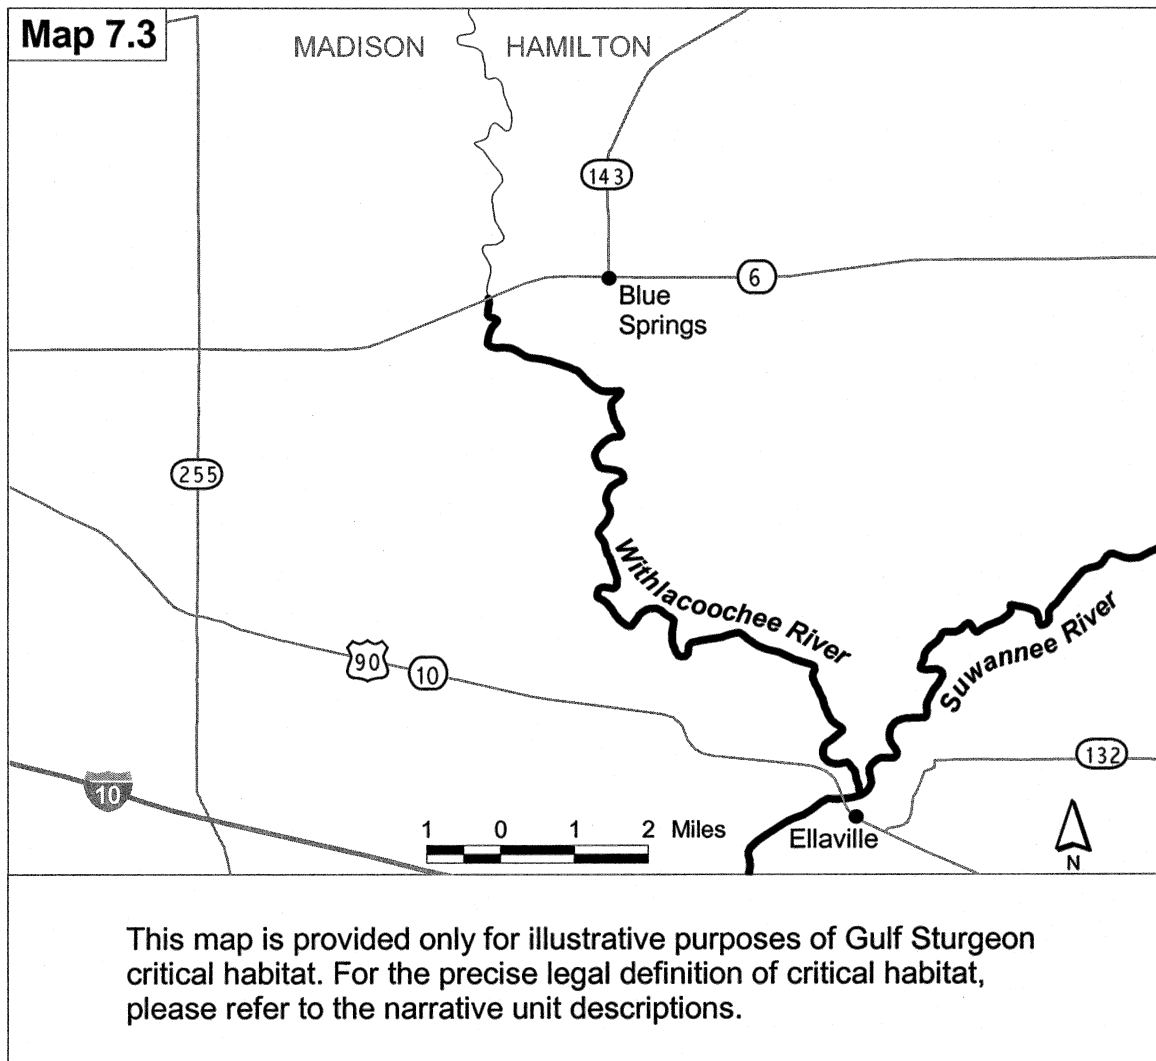 Map 7.3
MADISON
HAMILTON
143
6
Blue
Springs
255
Withlacoochee River
Suwannee River
90
10
132
10
1 0 1 2 Miles
Ellaville
N
This map is provided only for illustrative purposes of Gulf Sturgeon
critical habitat. For the precise legal definition of critical habitat,
please refer to the narrative unit descriptions.